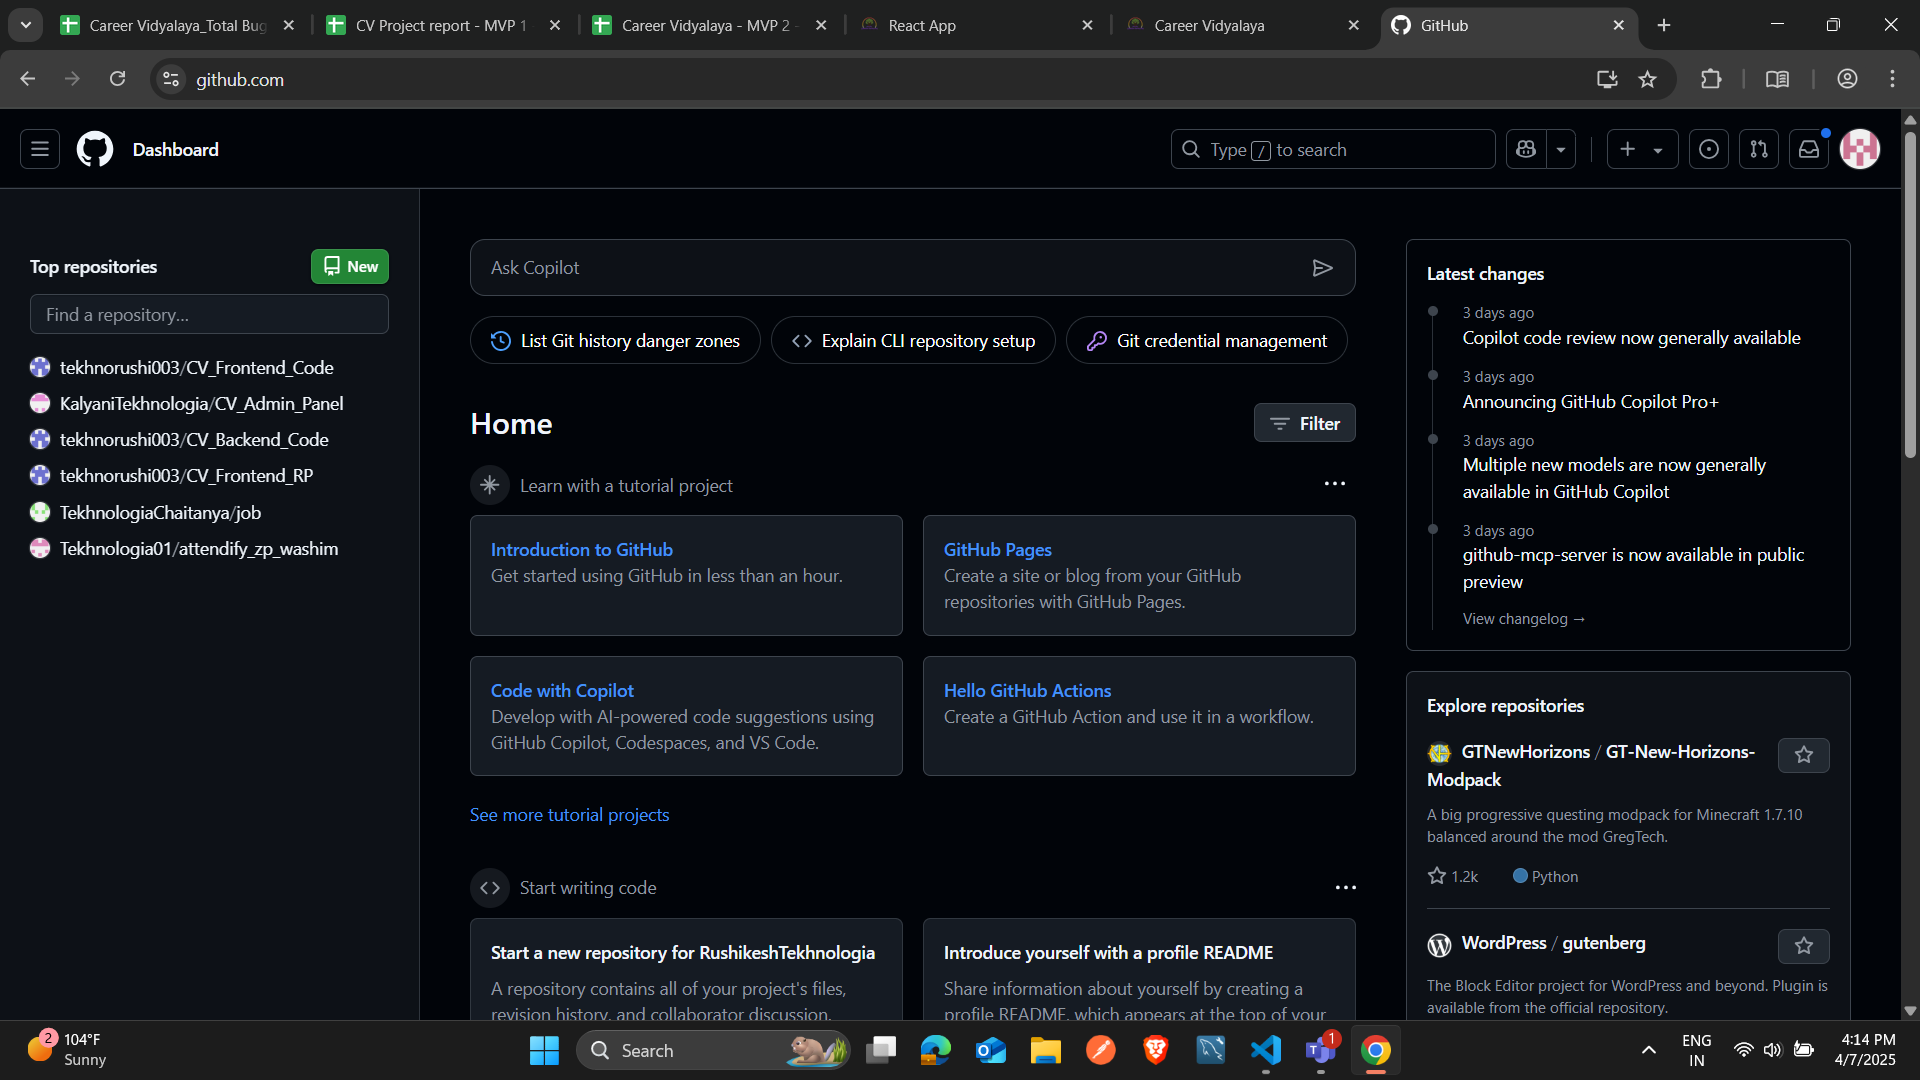 Career Vidyalaya_Total Bug
CV Project report - MVP 1
Career Vidyalaya - MVP 2 -
React App
Career Vidyalaya
GitHub
github.com
Dashboard
Type / to search
Top repositories
New
Find a repository...
tekhnorushi003/CV_Frontend_Code
KalyaniTekhnologia/CV_Admin_Panel
tekhnorushi003/CV_Backend_Code
tekhnorushi003/CV_Frontend_RP
TekhnologiaChaitanya/job
Tekhnologia01/attendify_zp_washim
Ask Copilot
List Git history danger zones
Explain CLI repository setup
Git credential management
Home
Filter
Learn with a tutorial project
Introduction to GitHub
Get started using GitHub in less than an hour.
GitHub Pages
Create a site or blog from your GitHub
repositories with GitHub Pages.
Code with Copilot
Develop with AI-powered code suggestions using
GitHub Copilot, Codespaces, and VS Code.
Hello GitHub Actions
Create a GitHub Action and use it in a workflow.
See more tutorial projects
Start writing code
Start a new repository for RushikeshTekhnologia
A repository contains all of your project's files,
revision history, and collaborator discussion.
Introduce yourself with a profile README
Share information about yourself by creating a
profile README, which appears at the top of your
Latest changes
3 days ago
Copilot code review now generally available
3 days ago
Announcing GitHub Copilot Pro+
3 days ago
Multiple new models are now generally
available in GitHub Copilot
3 days ago
github-mcp-server is now available in public
preview
View changelog →
Explore repositories
GTNewHorizons / GT-New-Horizons-
Modpack
A big progressive questing modpack for Minecraft 1.7.10
balanced around the mod GregTech.
1.2k
Python
WordPress / gutenberg
The Block Editor project for WordPress and beyond. Plugin is
available from the official repository.
2
104°F
Sunny
Search
1
ENG
IN
4:14 PM
4/7/2025